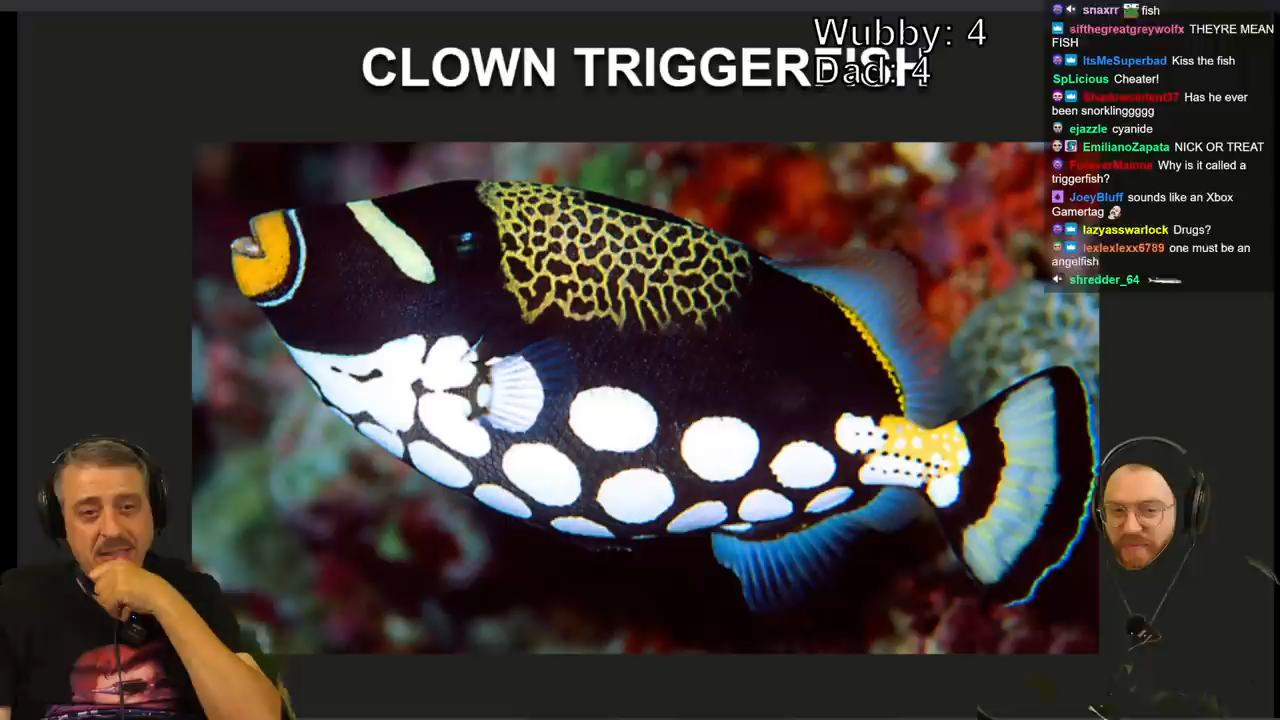 Wubby: 4
Dad: 4
CLOWN TRIGGERFISH
snaxrr fish
sifthegreatgreywolfx THEYRE MEAN
FISH
ItsMeSuperbad Kiss the fish
SpLicious Cheater!
Has he ever
been snorklingggg
ejazzle cyanide
EmilianoZapata NICK OR TREAT
Why is it called a
triggerfish?
JoeyBluff sounds like an Xbox
Gamertag
lazyasswarlock Drugs?
lexlexlexx6789 one must be an
angelfish
shredder_64